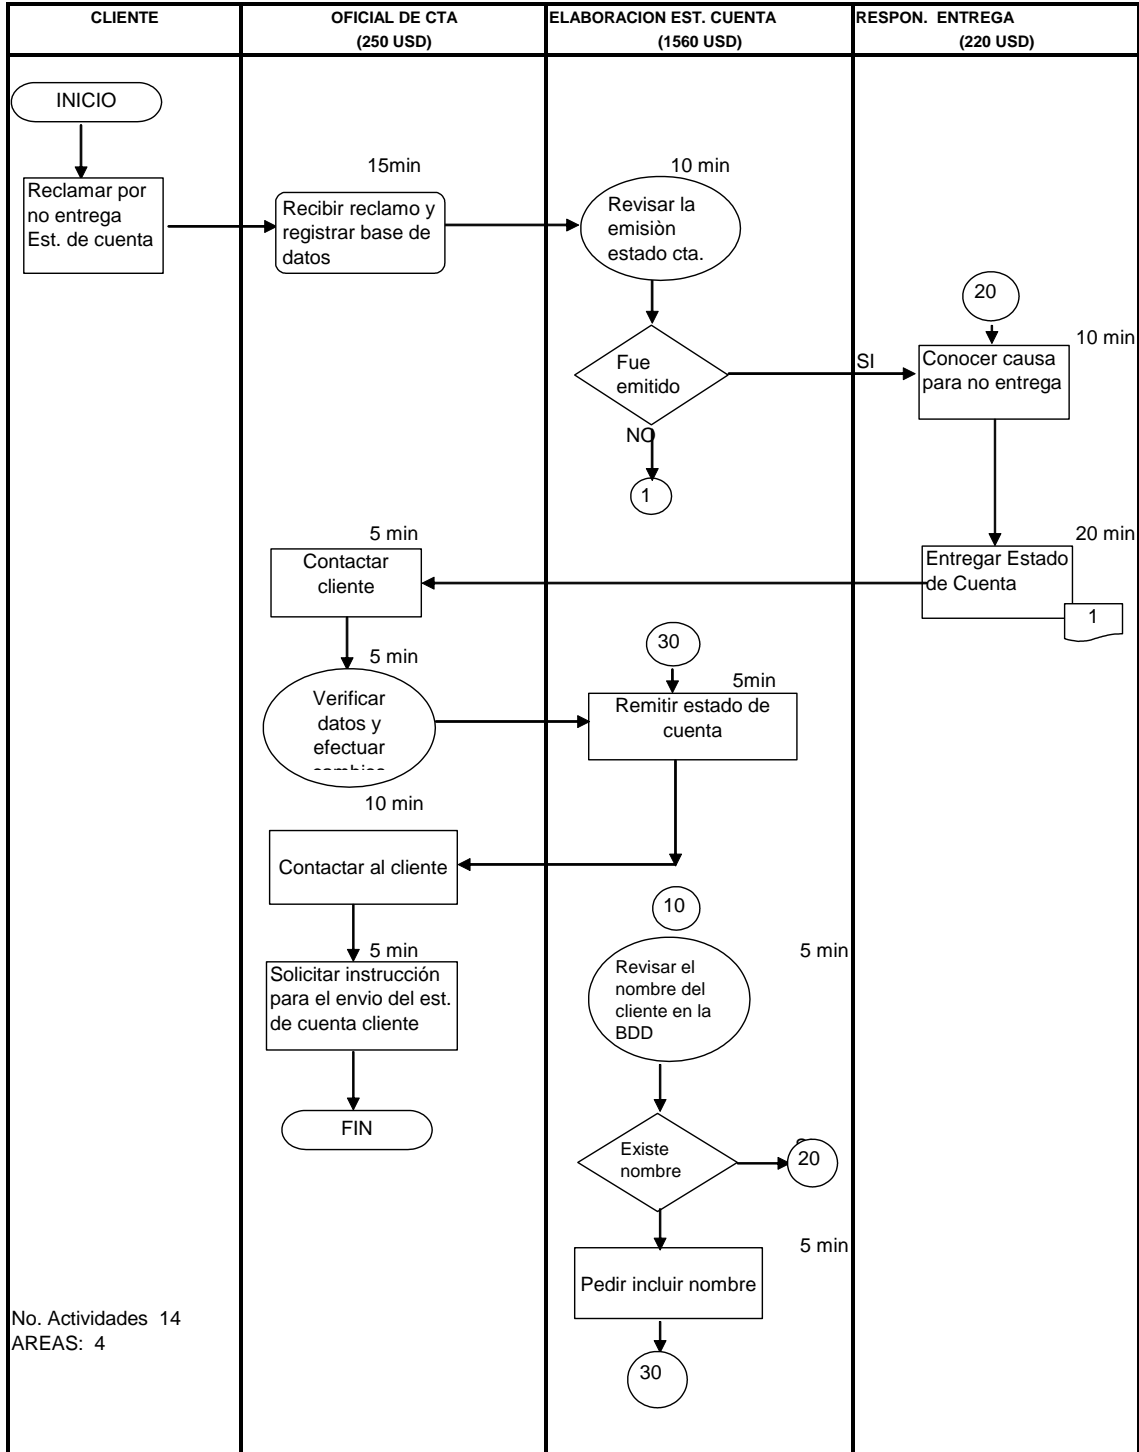 CLIENTE
OFICIAL DE CTA
(250 USD)
ELABORACION EST. CUENTA
(1560 USD)
RESPON. ENTREGA
(220 USD)
INICIO
15min
10 min
Reclamar por
no entrega
Est. de cuenta
Recibir reclamo y
registrar base de
datos
Revisar la
emisiòn
estado cta.
20
10 min
Fue
emitido
SI
Conocer causa
para no entrega
NO
1
5 min
20 min
Contactar
cliente
Entregar Estado
de Cuenta
1
30
5 min
5min
Verificar
datos y
efectuar
Remitir estado de
cuenta
10 min
Contactar al cliente
10
5 min
5 min
Solicitar instrucción
para el envio del est.
de cuenta cliente
Revisar el
nombre del
cliente en la
BDD
FIN
Existe
nombre
20
5 min
Pedir incluir nombre
No. Actividades 14
AREAS: 4
30